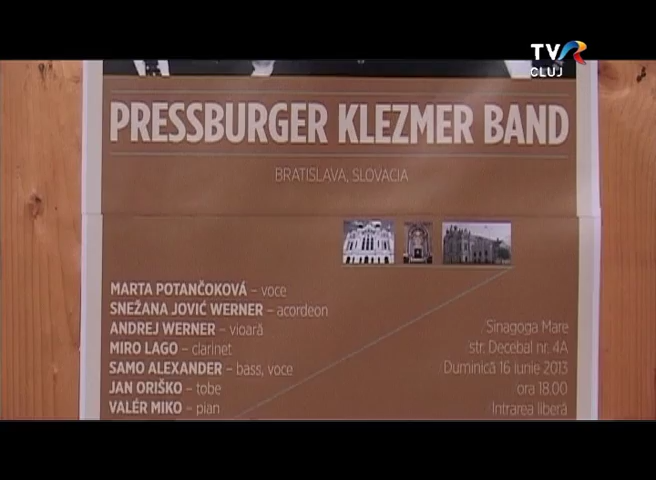 TVR
CLUJ
PRESSBURGER KLEZMER BAND
BRATISLAVA, SLOVACIA
MARTA POTANČOKOVÁ – voce
SNEŽANA JOVIĆ WERNER – acordeon
ANDREJ WERNER – vioară
MIRO LAGO – clarinet
SAMO ALEXANDER – bass, voce
JAN ORIŠKO – tobe
VALÉR MIKO – pian
Sinagoga Mare
str. Decebal nr. 4A
Duminică 16 Iunie 2013
ora 18.00
Intrarea liberă